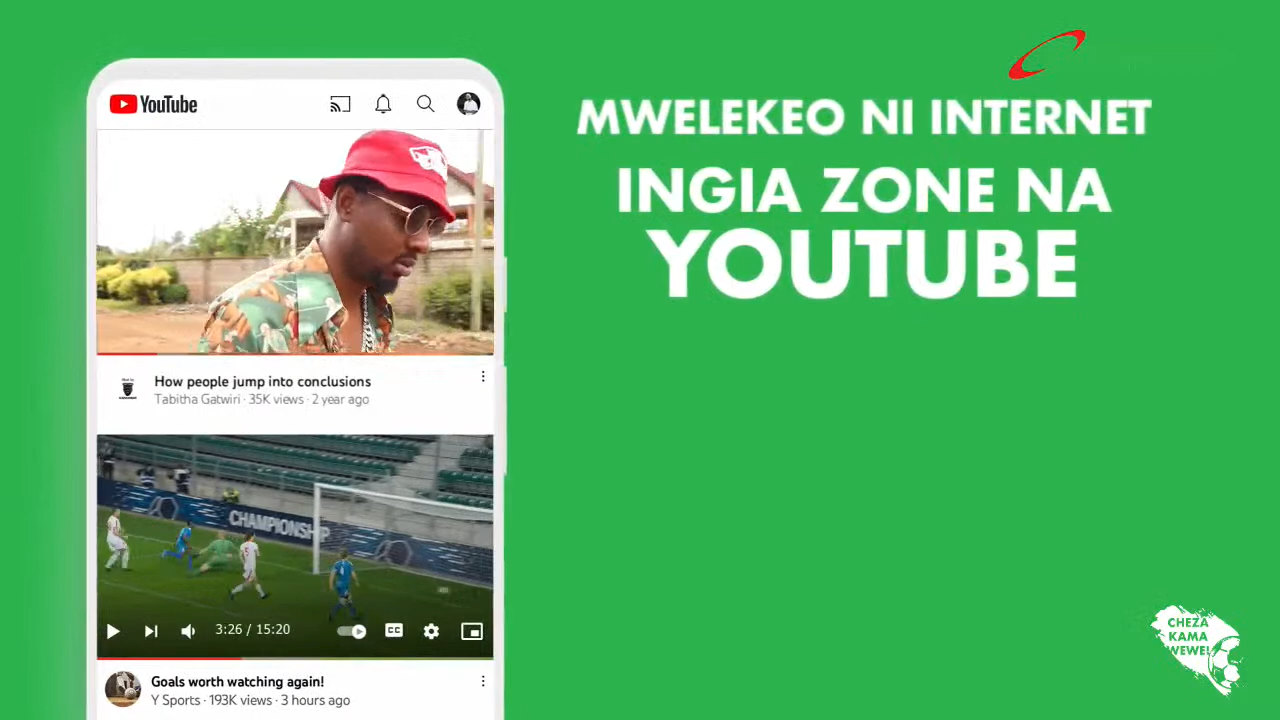 YouTube
MWELEKEO NI INTERNET
INGIA ZONE NA
YOUTUBE
How people jump into conclusions
Tabitha Gatwiri · 35K views · 2 year ago
CHAMPIONSHIP
3:26 / 15:20
CC
Goals worth watching again!
Y Sports · 193K views · 3 hours ago
CHEZA
KAMA
WEWE!